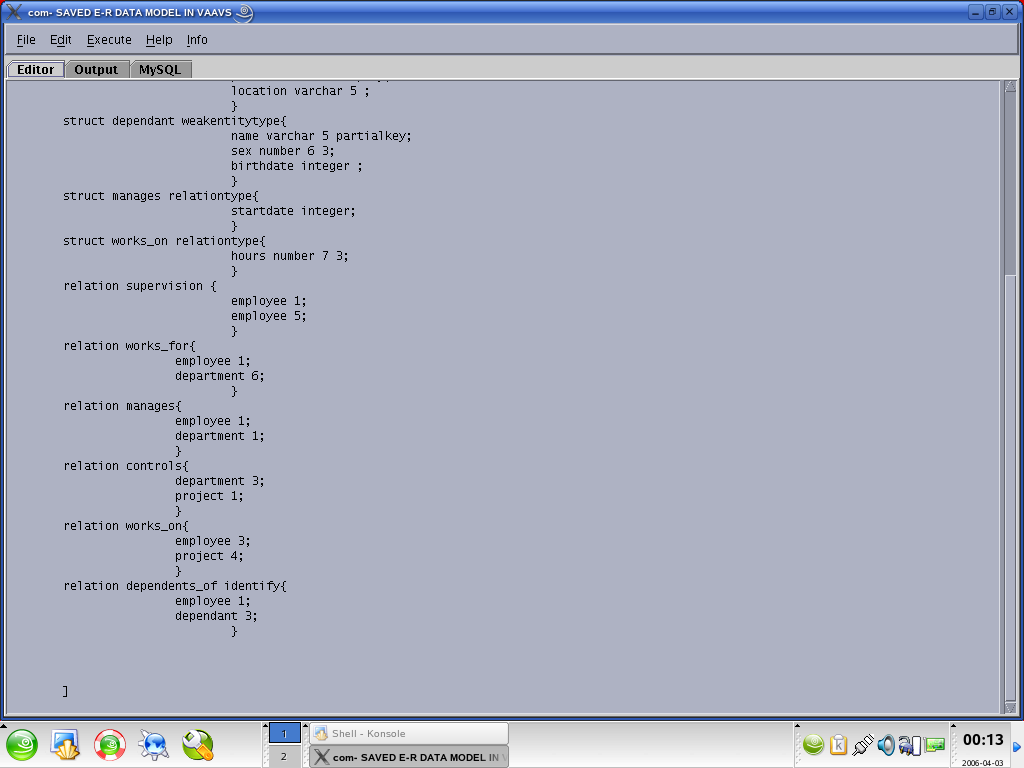 com- SAVED E-R DATA MODEL IN VAAVS
File Edit Execute Help Info
Editor Output MySQL
location varchar 5 ;
}
struct dependant weakentitytype{
name varchar 5 partialkey;
sex number 6 3;
birthdate integer ;
}
struct manages relationtype{
startdate integer;
}
struct works_on relationtype{
hours number 7 3;
}
relation supervision {
employee 1;
employee 5;
}
relation works_for{
employee 1;
department 6;
}
relation manages{
employee 1;
department 1;
}
relation controls{
department 3;
project 1;
}
relation works_on{
employee 3;
project 4;
}
relation dependents_of identify{
employee 1;
dependant 3;
}
]
1
2
Shell - Konsole
com- SAVED E-R DATA MODEL IN
00:13
2006-04-03